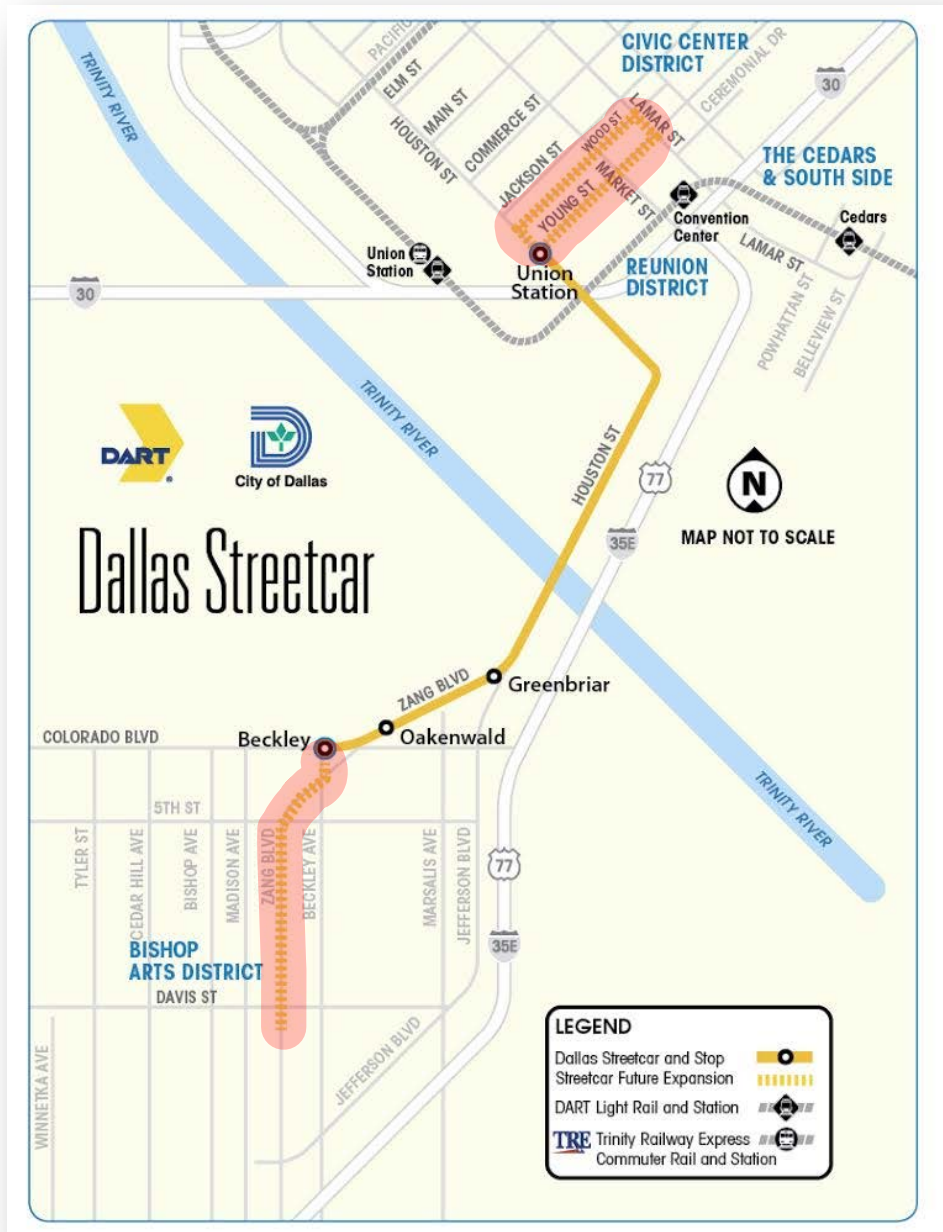 CIVIC CENTER
DISTRICT
PACIFIC
ELM ST
MAIN ST
HOUSTON ST
COMMERCE ST
JACKSON ST
WOOD ST
LAMAR ST
CEREMONIAL DR
30
TRINITY RIVER
YOUNG ST
MARKET ST
THE CEDARS
& SOUTH SIDE
Convention
Center
Cedars
LAMAR ST
Union
Station
Union
Station
REUNION
DISTRICT
POWHATTAN ST
BELLEVIEW ST
30
TRINITY RIVER
DART
City of Dallas
HOUSTON ST
77
N
MAP NOT TO SCALE
35E
Dallas Streetcar
ZANG BLVD
Greenbriar
COLORADO BLVD
Beckley
Oakenwald
TRINITY RIVER
5TH ST
TYLER ST
CEDAR HILL AVE
BISHOP AVE
MADISON AVE
ZANG BLVD
BECKLEY AVE
MARSALIS AVE
JEFFERSON BLVD
77
35E
BISHOP
ARTS DISTRICT
DAVIS ST
WINNETKA AVE
JEFFERSON BLVD
LEGEND
Dallas Streetcar and Stop
Streetcar Future Expansion
DART Light Rail and Station
TRE Trinity Railway Express
Commuter Rail and Station